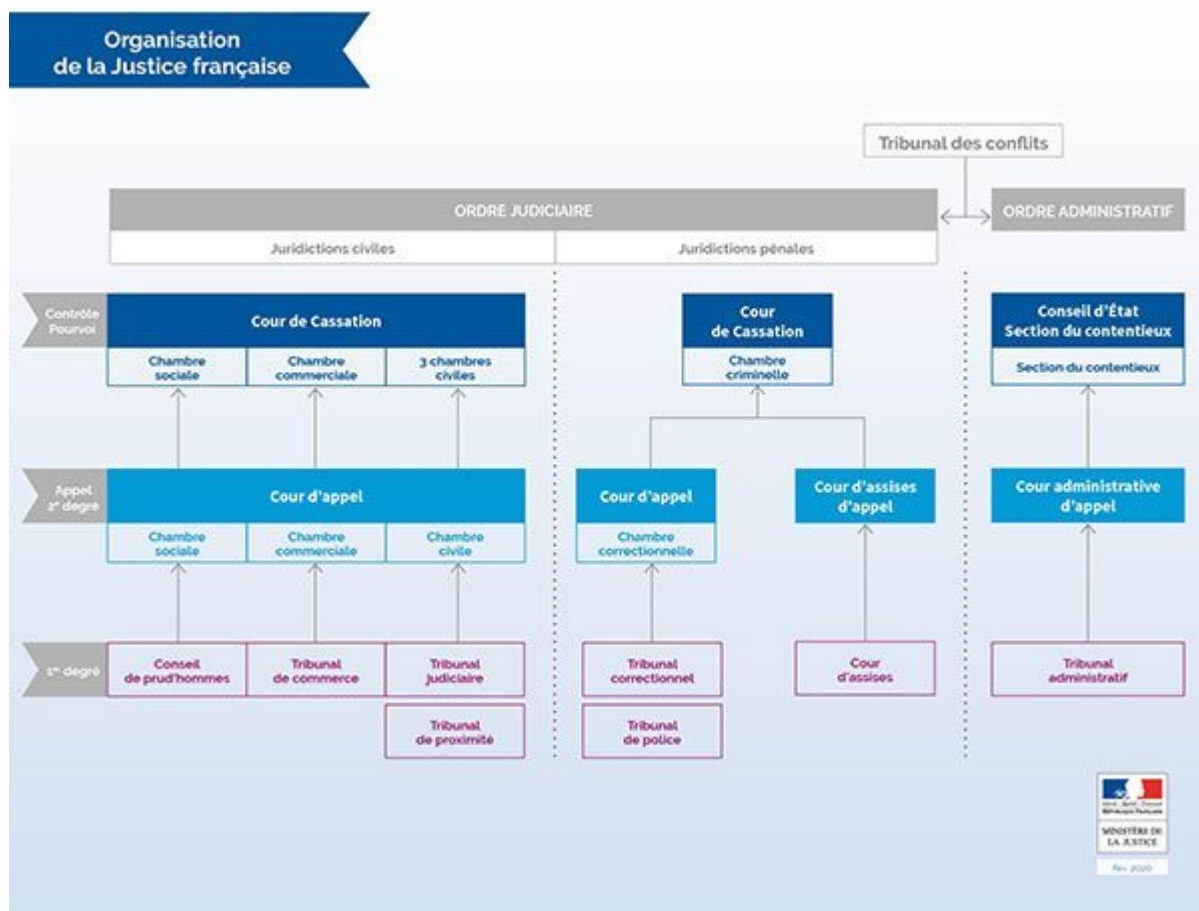 Organisation
de la Justice française
Tribunal des conflits
ORDRE JUDICIAIRE
ORDRE ADMINISTRATIF
Juridictions civiles
Juridictions pénales
Contrôle
Pourvoi
Cour de Cassation
Cour
de Cassation
Conseil d'État
Section du contentieux
Chambre
sociale
Chambre
commerciale
3 chambres
civiles
Chambre
criminelle
Section du contentieux
Appel
2e degré
Cour d'appel
Cour d'appel
Cour d'assises
d'appel
Cour administrative
d'appel
Chambre
sociale
Chambre
commerciale
Chambre
civile
Chambre
correctionnelle
1er degré
Conseil
de prud'hommes
Tribunal
de commerce
Tribunal
judiciaire
Tribunal
correctionnel
Cour
d'assises
Tribunal
administratif
Tribunal
de proximité
Tribunal
de police
MINISTÈRE DE
LA JUSTICE